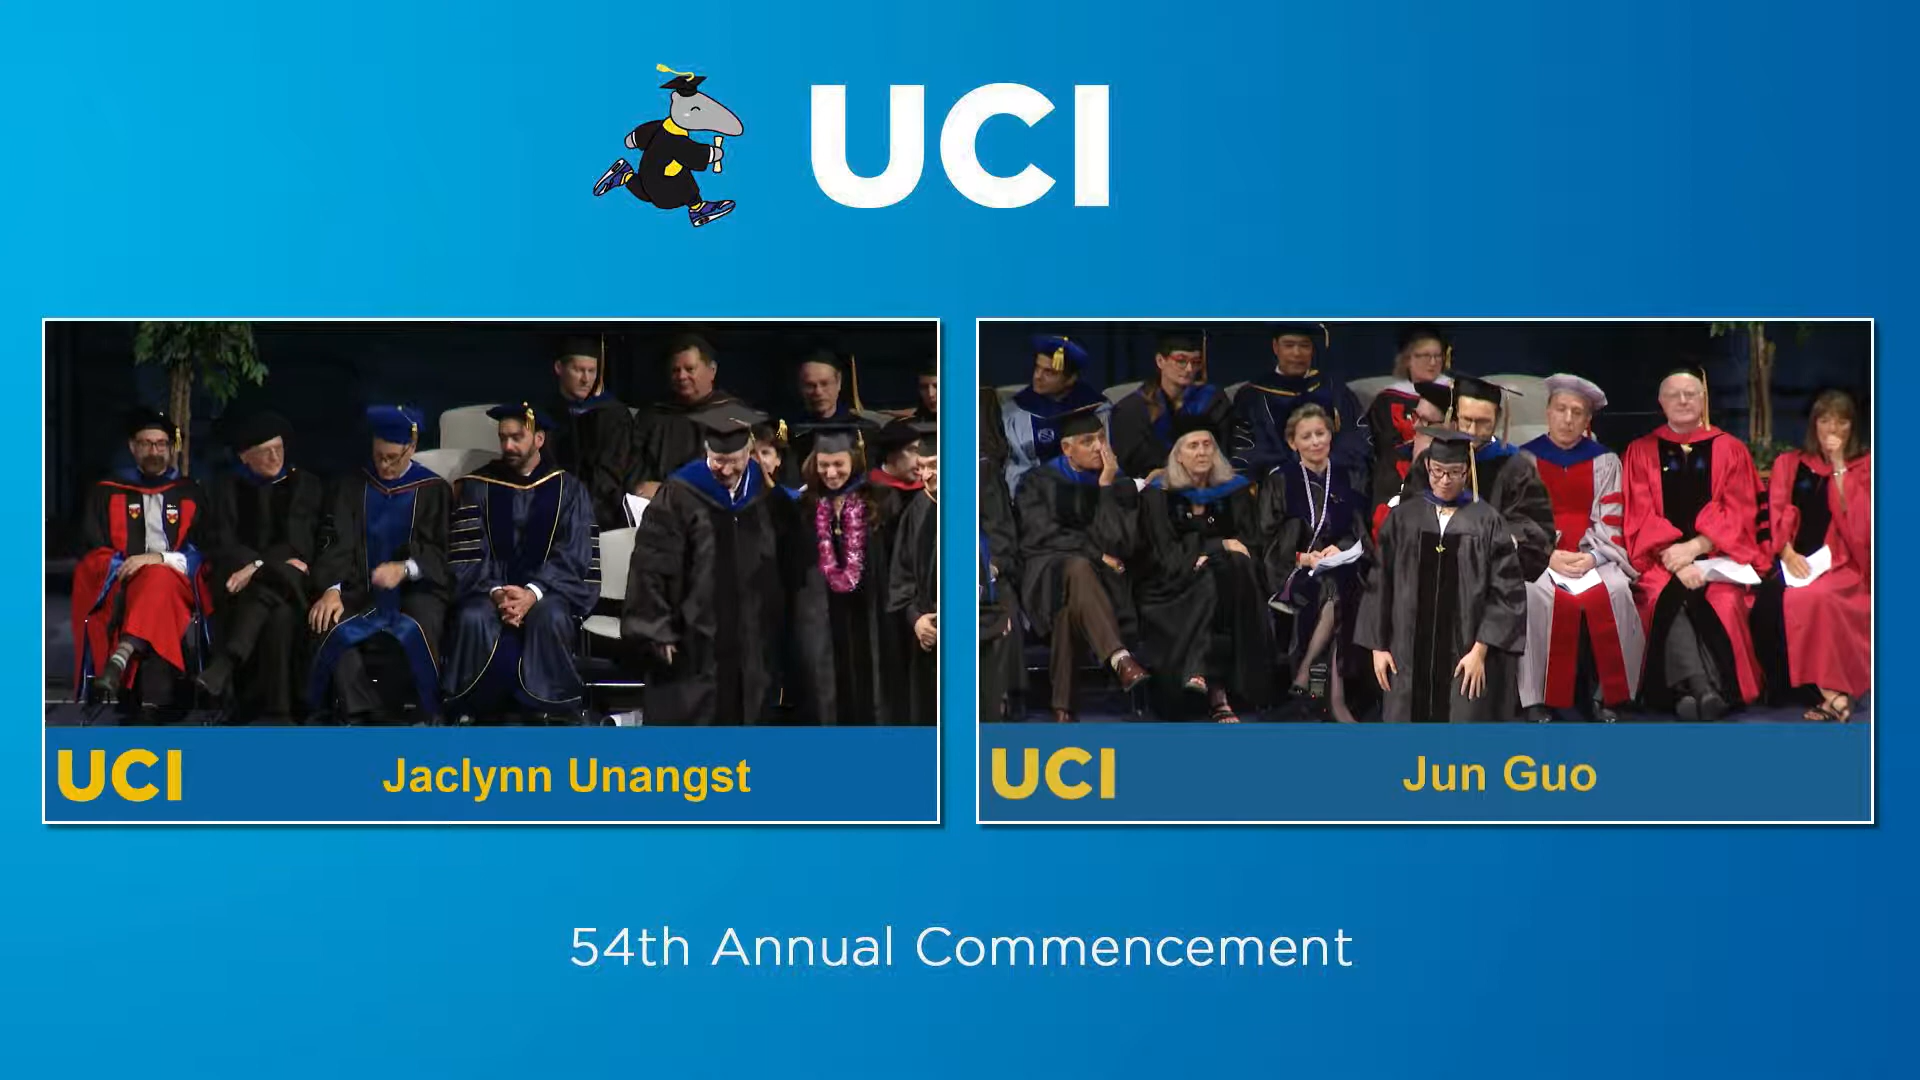 UCI
UCI
Jaclynn Unangst
UCI
Jun Guo
54th Annual Commencement